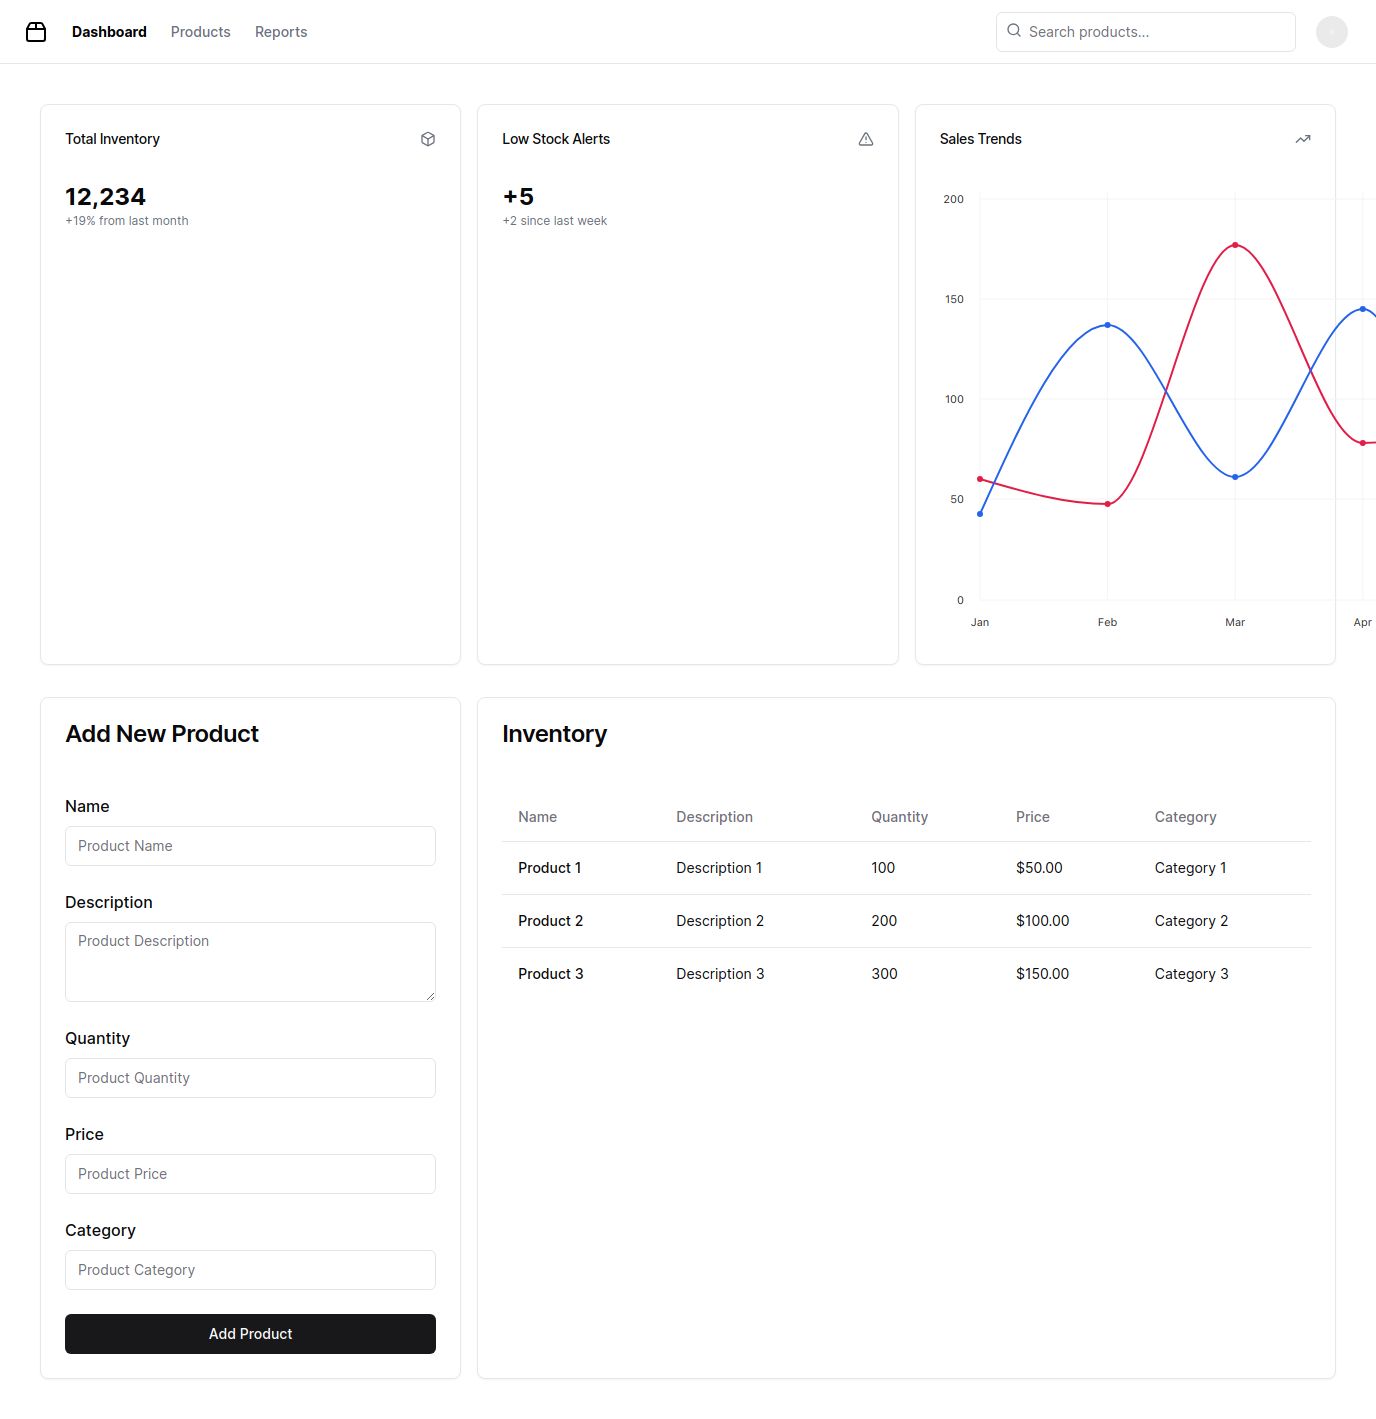 Dashboard Products Reports Search products...
Total Inventory
12,234
+19% from last month
Low Stock Alerts
+5
+2 since last week
Sales Trends
200
150
100
50
0
Jan Feb Mar Apr
Add New Product
Name
Product Name
Description
Product Description
Quantity
Product Quantity
Price
Product Price
Category
Product Category
Add Product
Inventory
Name Description Quantity Price Category
Product 1 Description 1 100 $50.00 Category 1
Product 2 Description 2 200 $100.00 Category 2
Product 3 Description 3 300 $150.00 Category 3